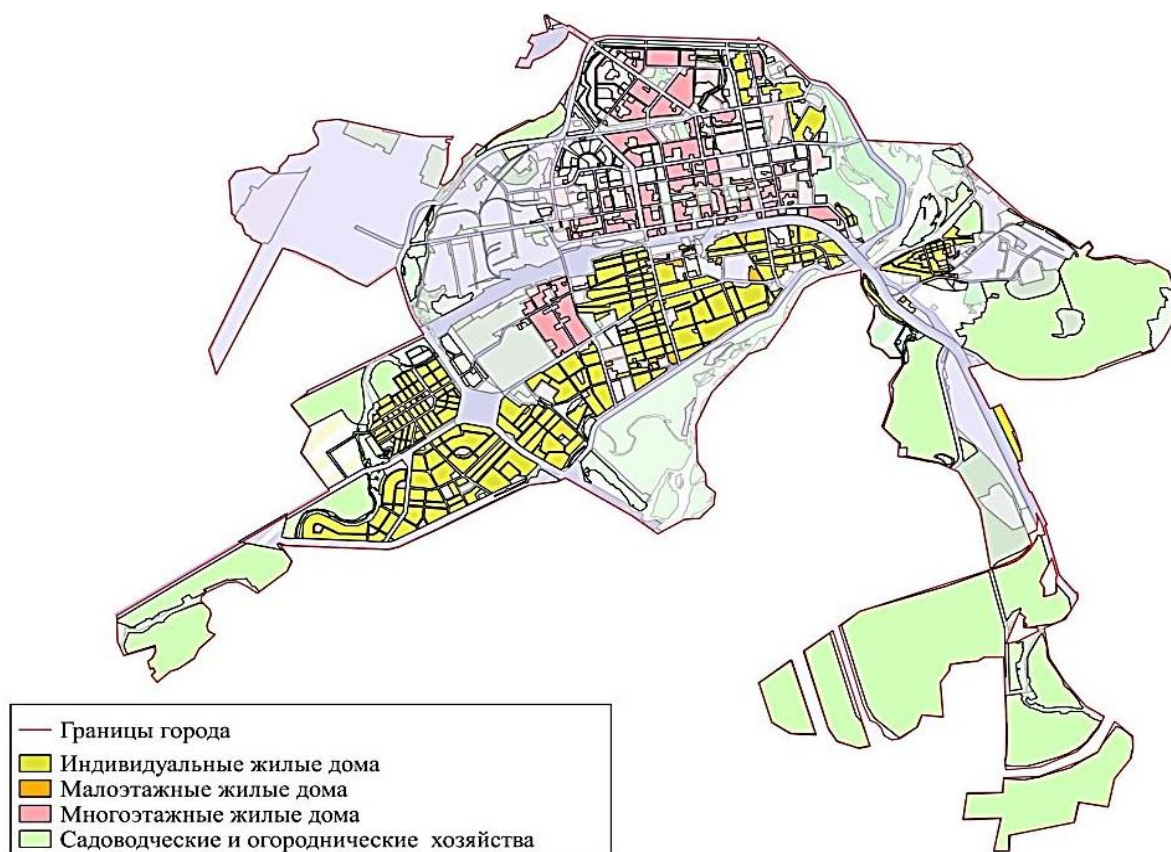 Границы города
Индивидуальные жилые дома
Малоэтажные жилые дома
Многоэтажные жилые дома
Садоводческие и огороднические хозяйства